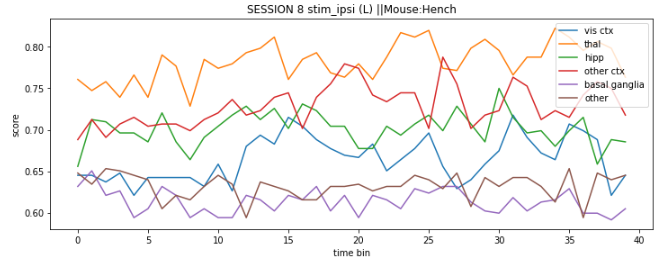 SESSION 8 stim_ipsi (L) ||Mouse:Hench
vis ctx
thal
hipp
other ctx
basal ganglia
other
score
0.80
0.75
0.70
0.65
0.60
0 5 10 15 20 25 30 35 40
time bin